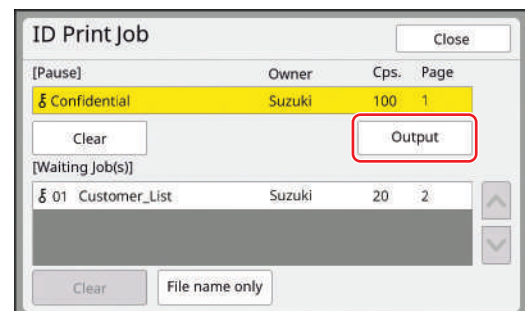 ID Print Job Close
[Pause] Owner Cps. Page
Confidential Suzuki 100 1
Clear Output
[Waiting Job(s)]
01 Customer_List Suzuki 20 2
Clear File name only